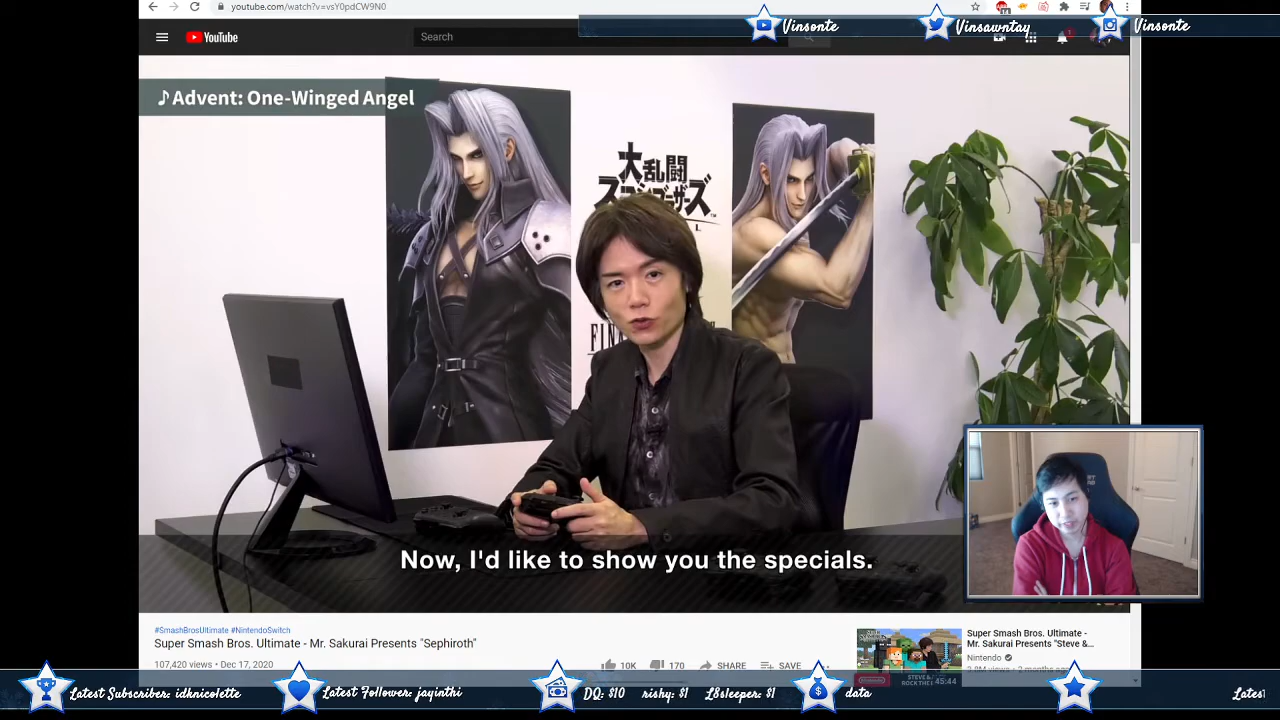 youtube.com/watch?v=vsY0pdCW9N0
Vinsonte
Vinsawntay
Vinsonte
YouTube
Search
♪Advent: One-Winged Angel
大乱闘
スマッシュブラザーズ
FINAL
Now, I'd like to show you the specials.
#SmashBrosUltimate #NintendoSwitch
Super Smash Bros. Ultimate - Mr. Sakurai Presents "Sephiroth"
107,420 views • Dec 17, 2020
10K
170
SHARE
SAVE
Super Smash Bros. Ultimate -
Mr. Sakurai Presents "Steve &...
Nintendo
45:44
Latest Subscriber: idknicolette
Latest Follower: jayinthi
DQ: $10
rishy: $1
L8sleeper: $1
dato